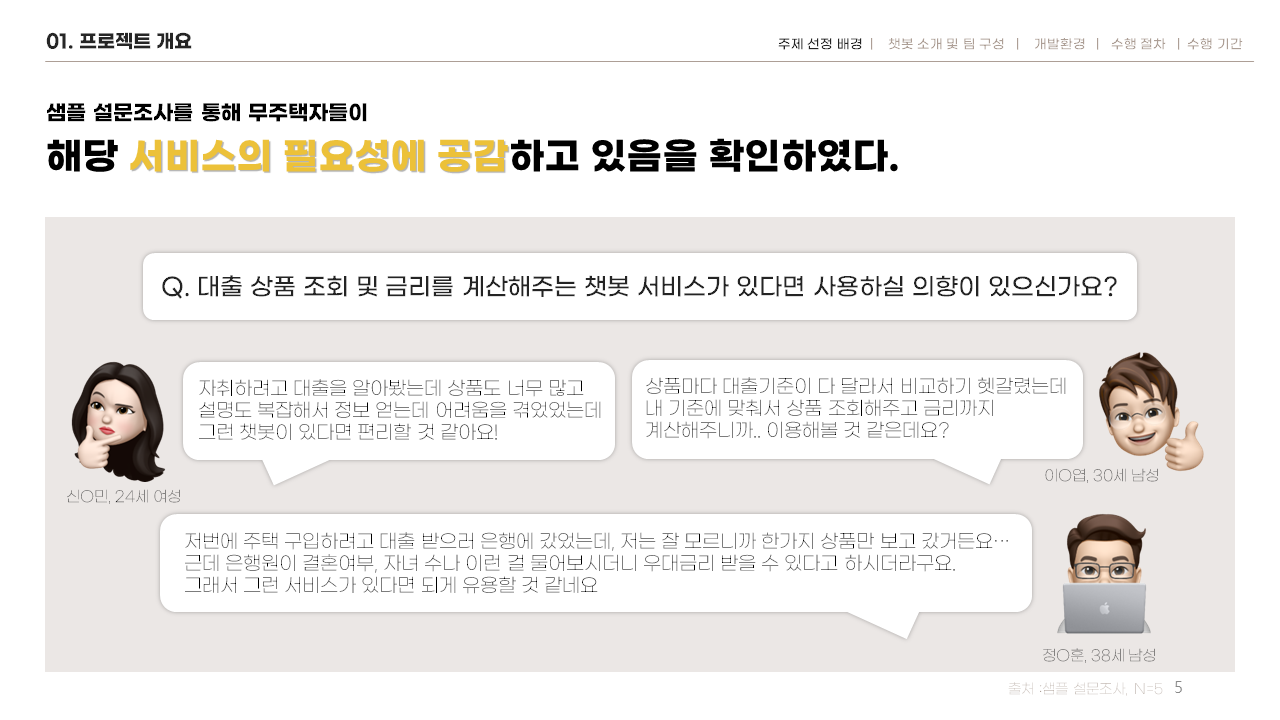 01. 프로젝트 개요
주제 선정 배경 | 챗봇 소개 및 팀 구성 | 개발환경 | 수행 절차 | 수행 기간
샘플 설문조사를 통해 무주택자들이
해당 서비스의 필요성에 공감하고 있음을 확인하였다.
Q. 대출 상품 조회 및 금리를 계산해주는 챗봇 서비스가 있다면 사용하실 의향이 있으신가요?
자취하려고 대출을 알아봤는데 상품도 너무 많고
설명도 복잡해서 정보 얻는데 어려움을 겪었었는데
그런 챗봇이 있다면 편리할 것 같아요!
신O민, 24세 여성
상품마다 대출기준이 다 달라서 비교하기 헷갈렸는데
내 기준에 맞춰서 상품 조회해주고 금리까지
계산해주니까.. 이용해볼 것 같은데요?
이O엽, 30세 남성
저번에 주택 구입하려고 대출 받으러 은행에 갔었는데, 저는 잘 모르니까 한가지 상품만 보고 갔거든요…
근데 은행원이 결혼여부, 자녀 수나 이런 걸 물어보시더니 우대금리 받을 수 있다고 하시더라구요.
그래서 그런 서비스가 있다면 되게 유용할 것 같네요
정O훈, 38세 남성
출처 :샘플 설문조사, N=5
5